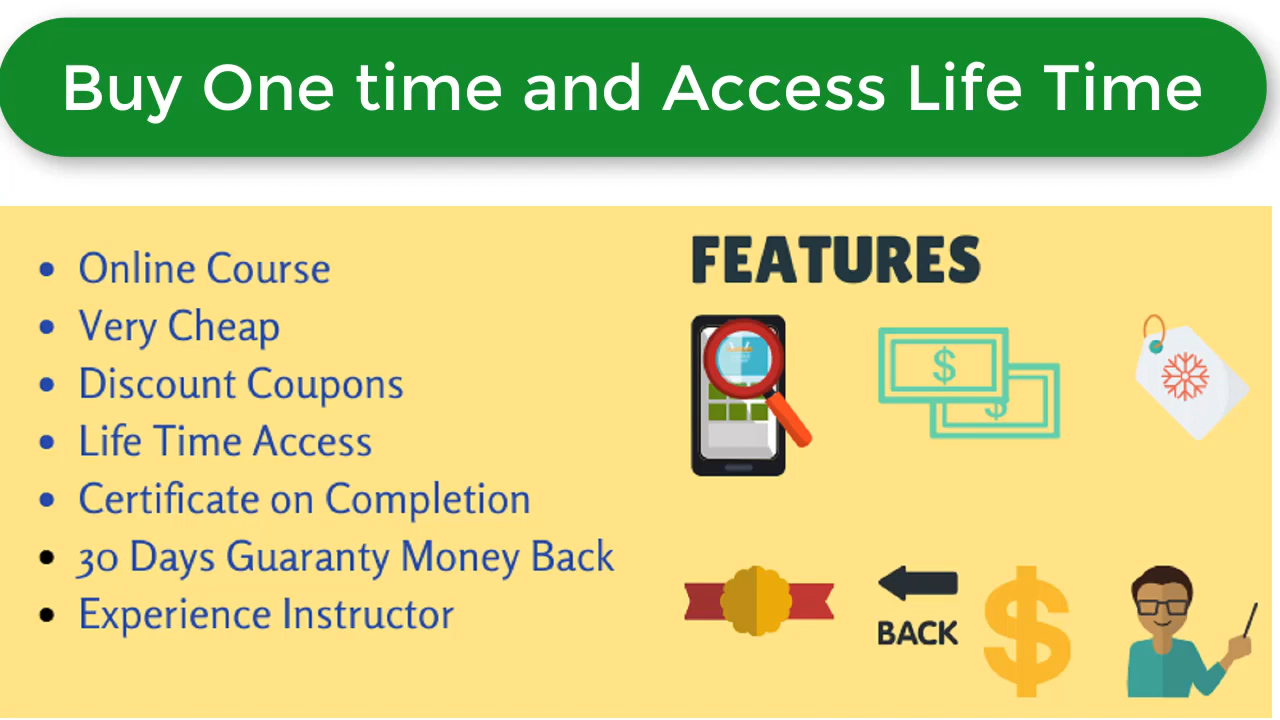 Buy One time and Access Life Time
Online Course
Very Cheap
Discount Coupons
Life Time Access
Certificate on Completion
30 Days Guaranty Money Back
Experience Instructor
FEATURES
$
$
BACK
$